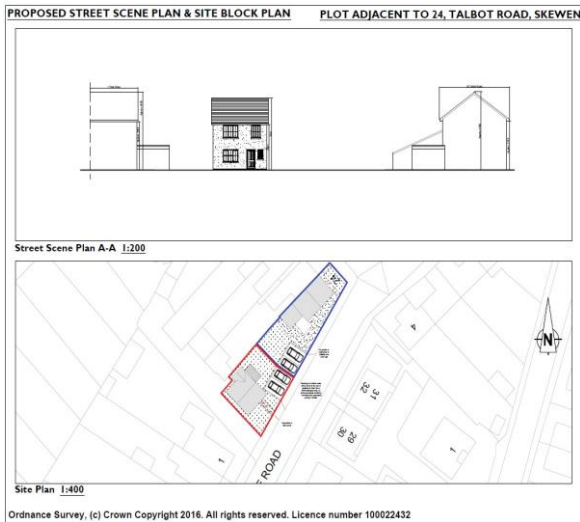 PROPOSED STREET SCENE PLAN & SITE BLOCK PLAN
PLOT ADJACENT TO 24, TALBOT ROAD, SKEWEN
Street Scene Plan A-A 1:200
24
4
N
31
32
29
30
1
1
ROAD
Site Plan 1:400
Ordnance Survey, (c) Crown Copyright 2016. All rights reserved. Licence number 100022432